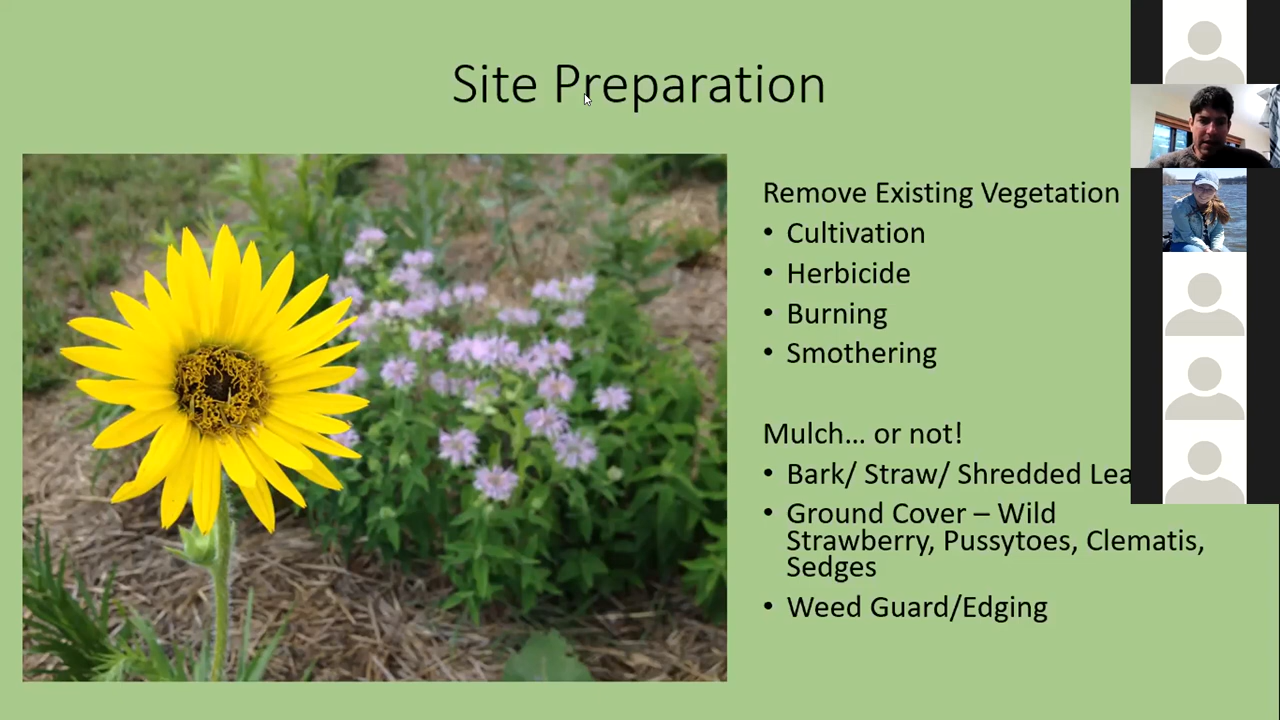 Site Preparation
Remove Existing Vegetation
• Cultivation
• Herbicide
• Burning
• Smothering
Mulch... or not!
• Bark/ Straw/ Shredded
• Ground Cover – Wild
Strawberry, Pussytoes, Clematis,
Sedges
• Weed Guard/Edging